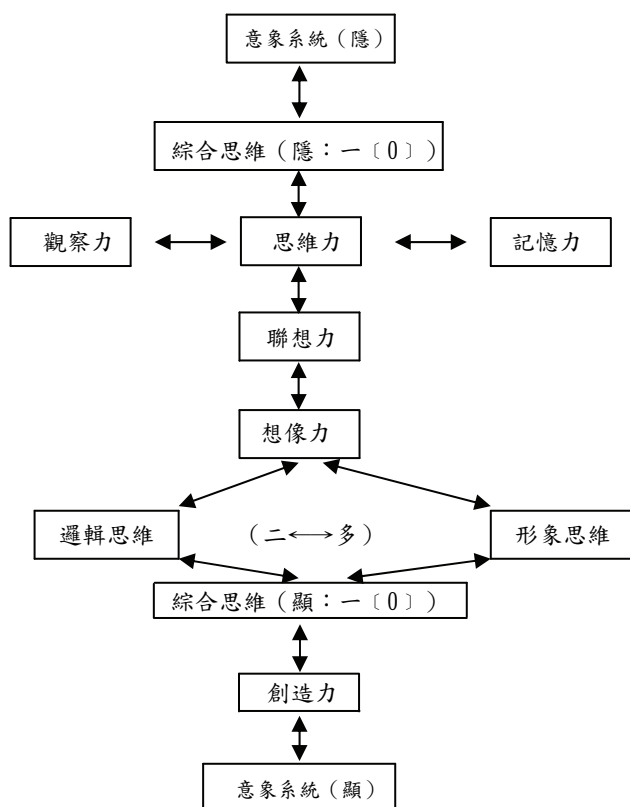 意象系統（隱）
綜合思維（隱：一〔0〕）
觀察力
思維力
記憶力
聯想力
想像力
邏輯思維
（二←→多）
形象思維
綜合思維（顯：一〔0〕）
創造力
意象系統（顯）